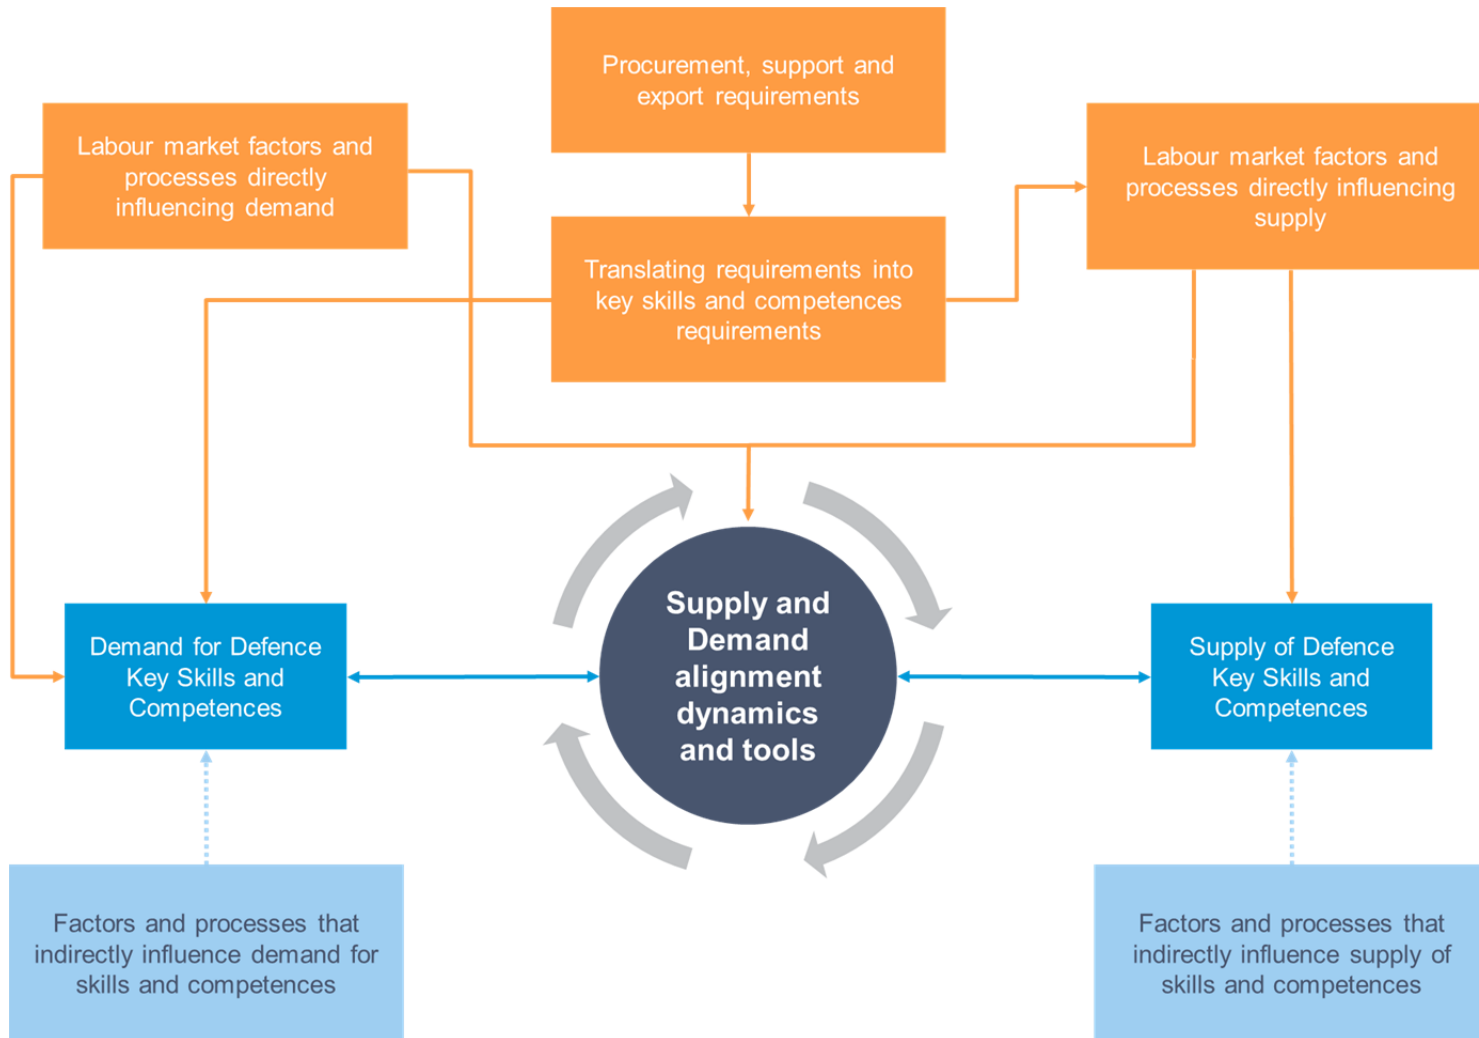 Procurement, support and
export requirements
Labour market factors and
processes directly
influencing demand
Labour market factors and
processes directly influencing
supply
Translating requirements into
key skills and competences
requirements
Supply and
Demand
alignment
dynamics
and tools
Demand for Defence
Key Skills and
Competences
Supply of Defence
Key Skills and
Competences
Factors and processes that
indirectly influence demand for
skills and competences
Factors and processes that
indirectly influence supply of
skills and competences